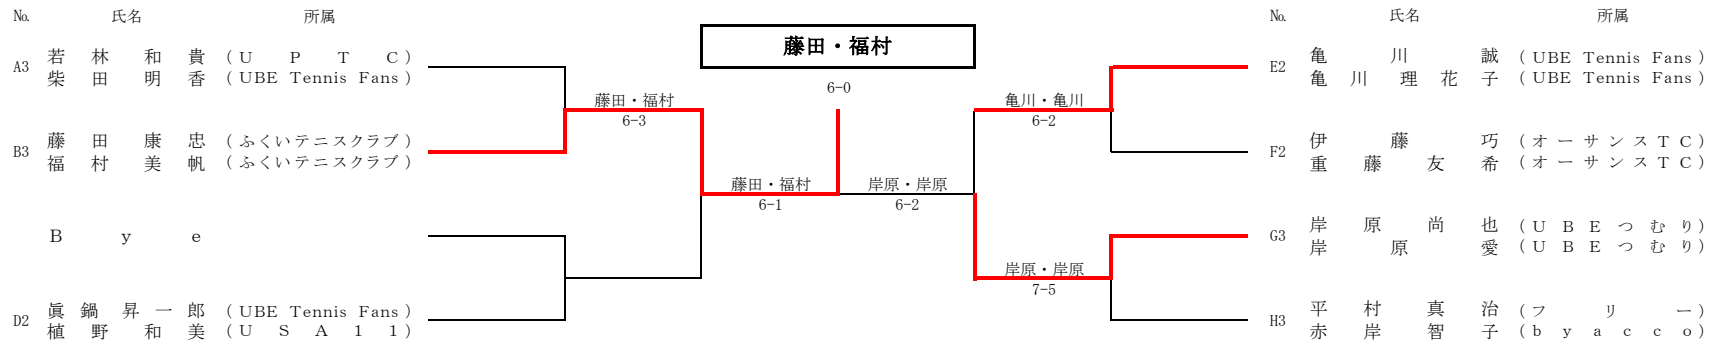 No. 氏名 所属
A3 若林和貴 (UPTC)
柴田明香 (UBE Tennis Fans)
B3 藤田康忠 (ふくいテニスクラブ)
福村美帆 (ふくいテニスクラブ)
Bye
D2 眞鍋昇一郎 (UBE Tennis Fans)
植野和美 (USA11)
藤田・福村
6-3
藤田・福村
6-1
藤田・福村
6-0
岸原・岸原
6-2
亀川・亀川
6-2
岸原・岸原
7-5
No. 氏名 所属
E2 亀川誠 (UBE Tennis Fans)
亀川理花子 (UBE Tennis Fans)
F2 伊藤巧 (オーサンスTC)
重藤友希 (オーサンスTC)
G3 岸原尚也 (UBEつむり)
岸原愛 (UBEつむり)
H3 平村真治 (フリー)
赤岸智子 (byacco)